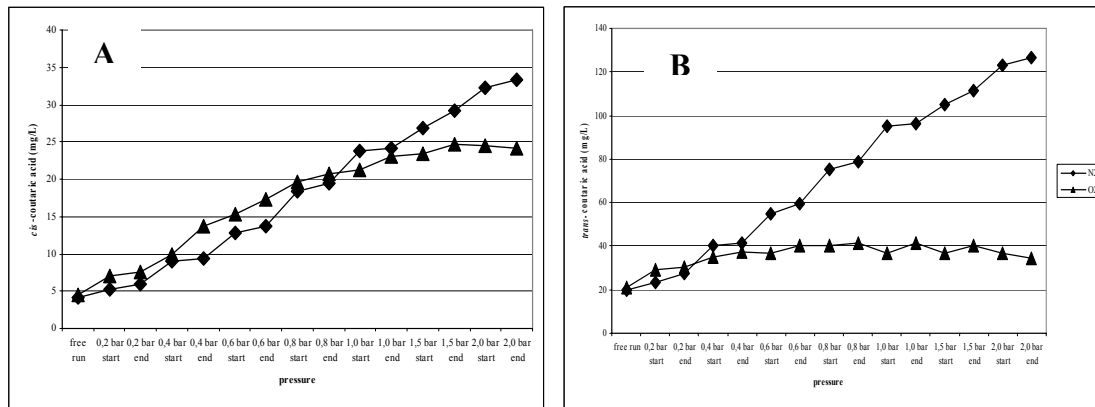 A
cis-coutaric acid (mg/L)
40
35
30
25
20
15
10
5
0
free run
0,2 bar start
0,2 bar end
0,4 bar start
0,4 bar end
0,6 bar start
0,6 bar end
0,8 bar start
0,8 bar end
1,0 bar start
1,0 bar end
1,5 bar start
1,5 bar end
2,0 bar start
2,0 bar end
pressure
B
trans-coutaric acid (mg/L)
140
120
100
80
60
40
20
0
free run
0,2 bar start
0,2 bar end
0,4 bar start
0,4 bar end
0,6 bar start
0,6 bar end
0,8 bar start
0,8 bar end
1,0 bar start
1,0 bar end
1,5 bar start
1,5 bar end
2,0 bar start
2,0 bar end
pressure